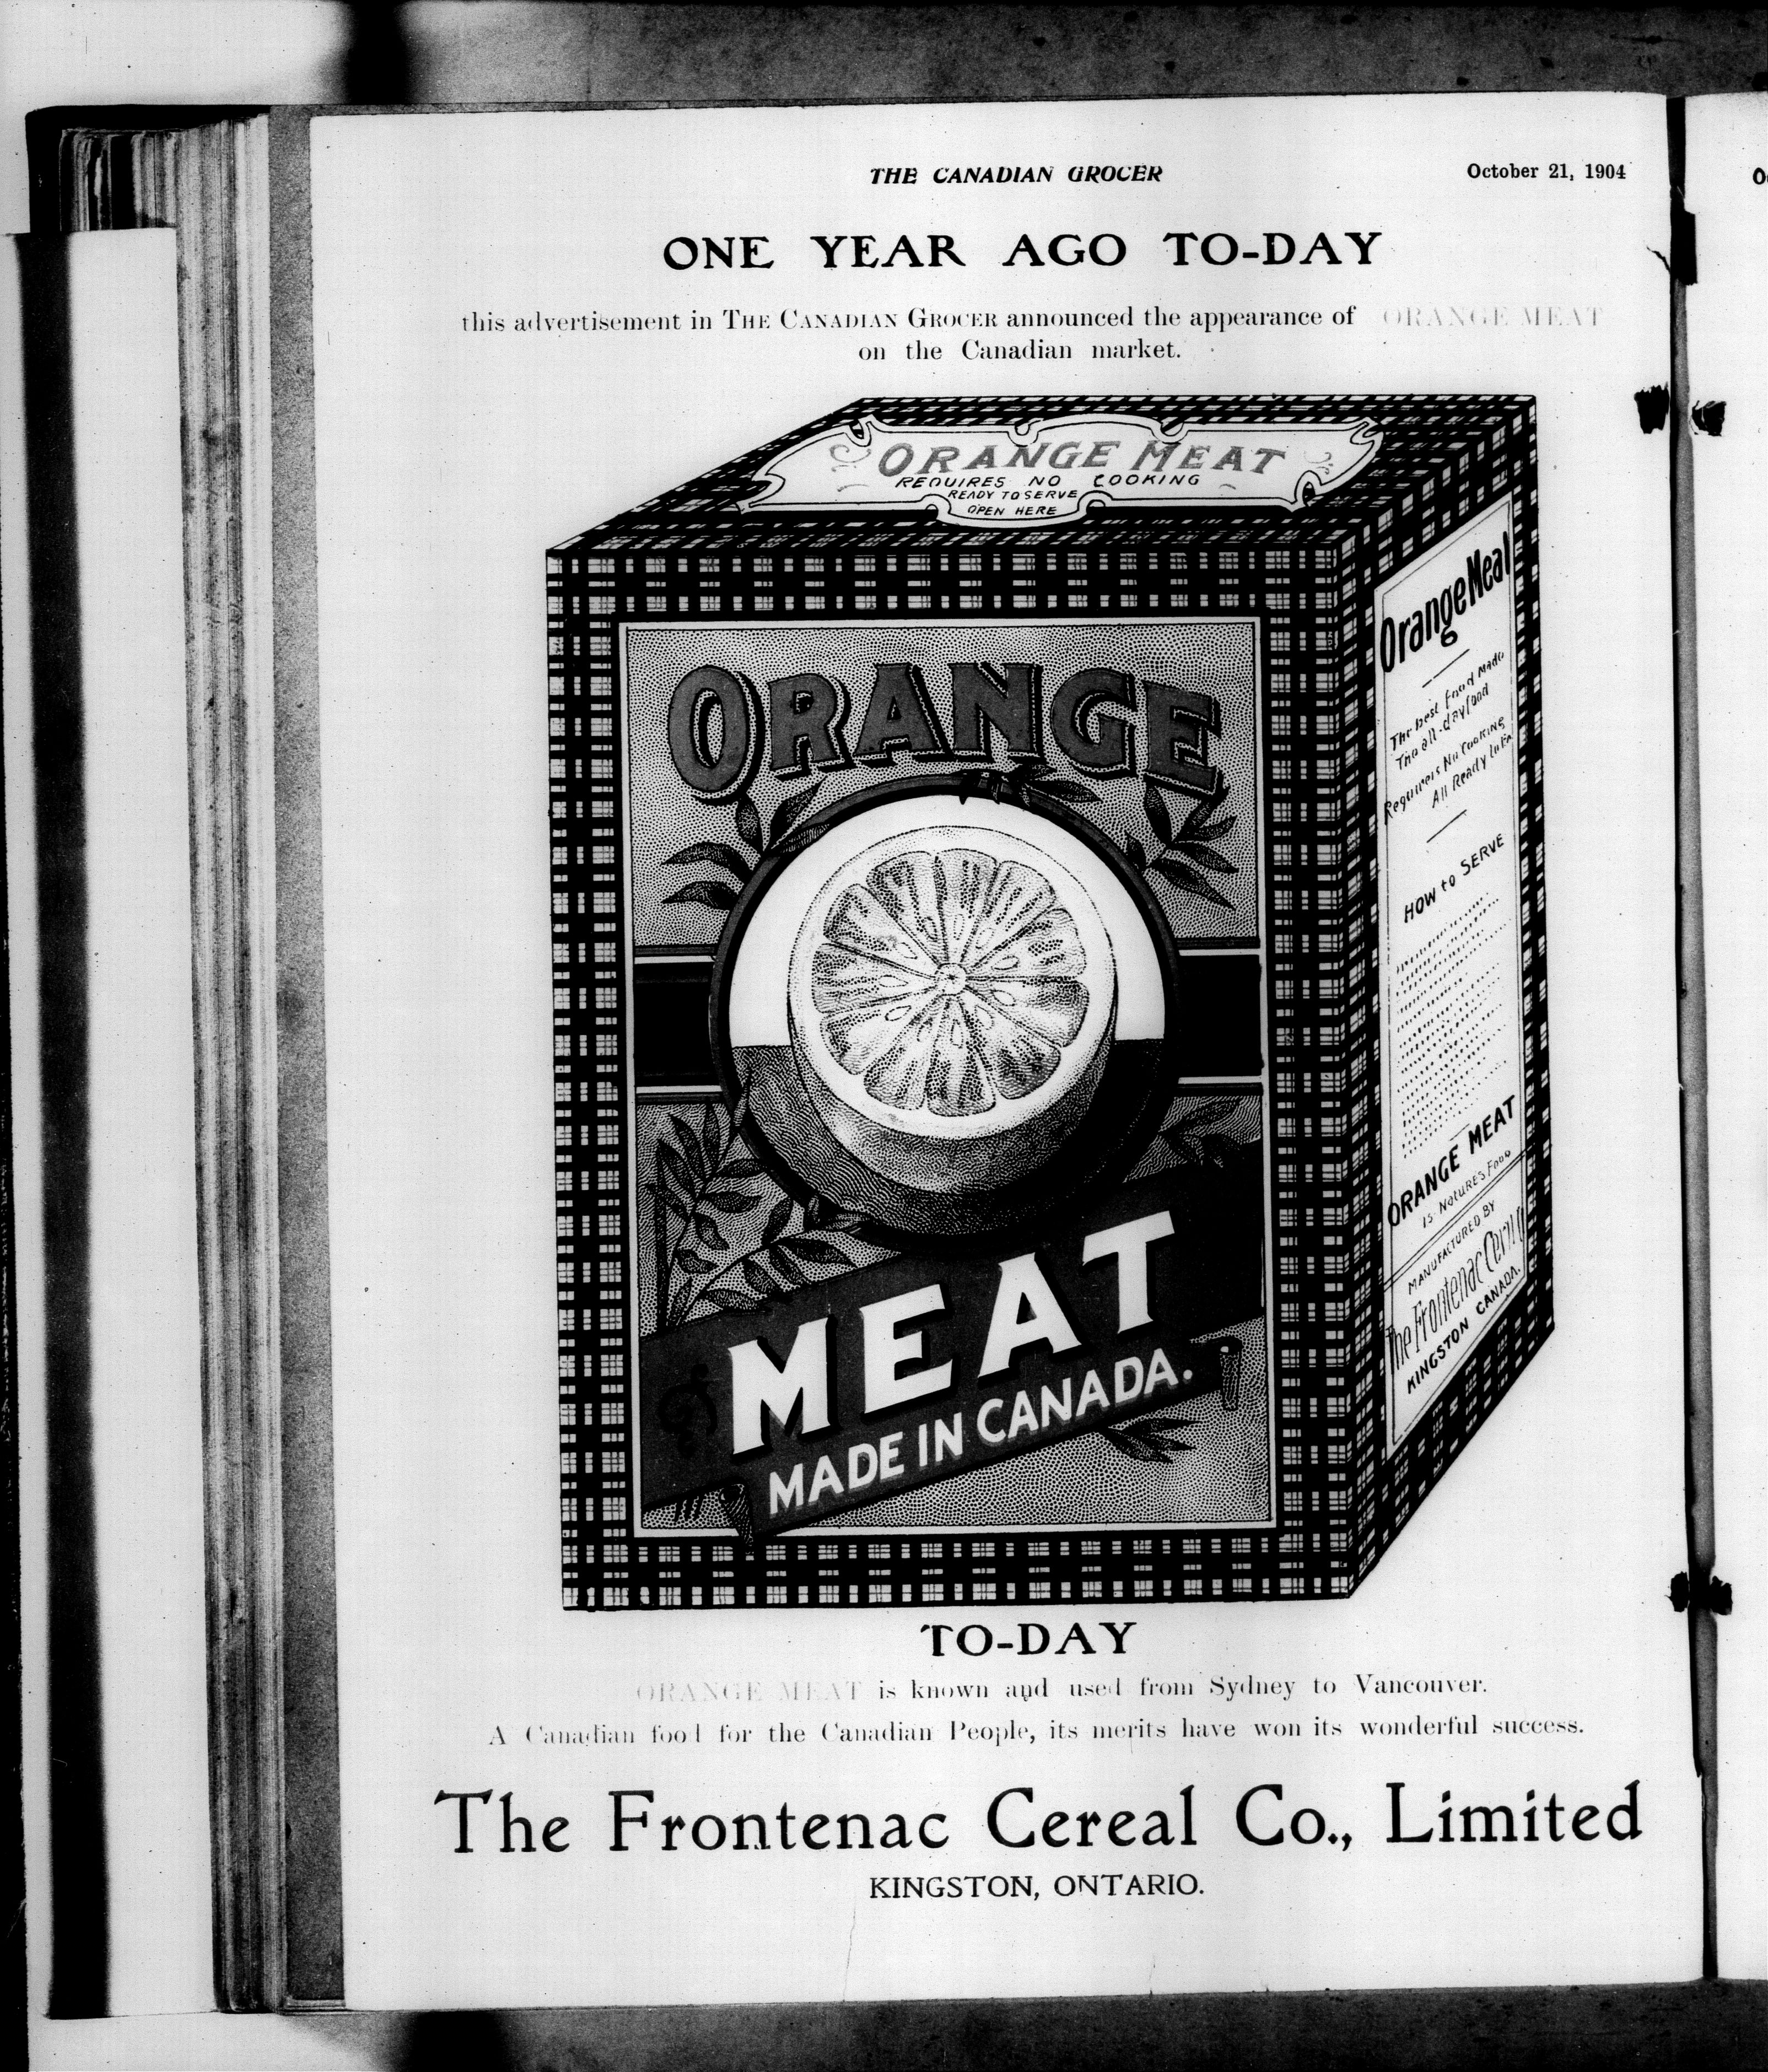 THE CANADIAN GROCER
October 21, 1904
ONE YEAR AGO TO-DAY
this advertisement in THE CANADIAN GROCER announced the appearance of ORANGE MEAT
on the Canadian market.
ORANGE MEAT
REQUIRES NO COOKING
READY TO SERVE
OPEN HERE
ORANGE
MEAT
MADE IN CANADA.
Orange Meat
The best Food Made
The all-day food
Requires No Cooking
All Ready to Eat
HOW to SERVE
ORANGE MEAT
IS NATURES FOOD
MANUFACTURED BY
The Frontenac Cereal
KINGSTON CANADA.
TO-DAY
ORANGE MEAT is known and used from Sydney to Vancouver.
A Canadian food for the Canadian People, its merits have won its wonderful success.
The Frontenac Cereal Co., Limited
KINGSTON, ONTARIO.